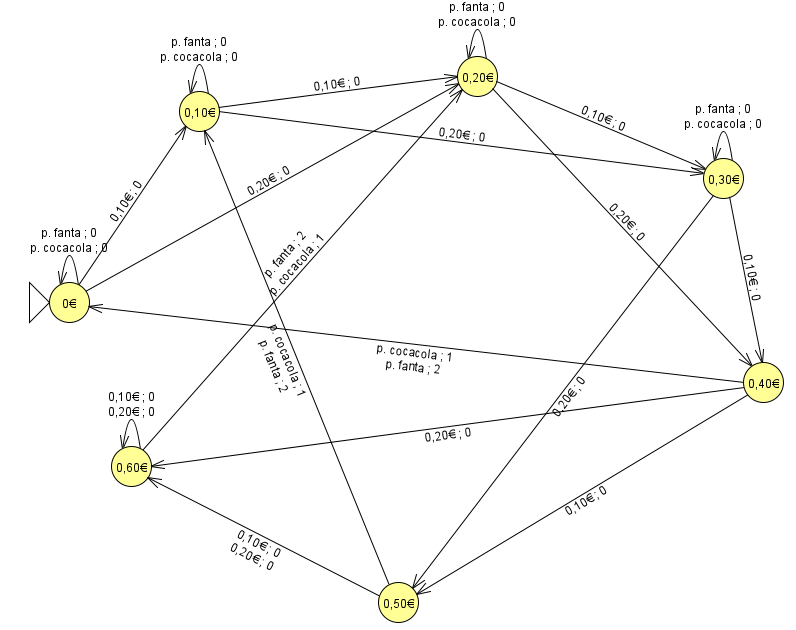 p. fanta ; 0
p. cocacola ; 0
p. fanta ; 0
p. cocacola ; 0
0,20€
0,10€; 0
0,10€
0,10€; 0
p. fanta ; 0
p. cocacola ; 0
0,20€; 0
0,30€
0,10€; 0
0,20€; 0
0,20€; 0
p. fanta ; 0
p. cocacola ; 0
0€
p. fanta ; 2
p. cocacola ; 1
0,10€; 0
p. cocacola ; 1
p. fanta ; 2
p. cocacola ; 1
p. fanta ; 2
0,40€
0,20€; 0
0,10€; 0
0,20€; 0
0,20€; 0
0,60€
0,10€; 0
0,10€; 0
0,20€; 0
0,50€